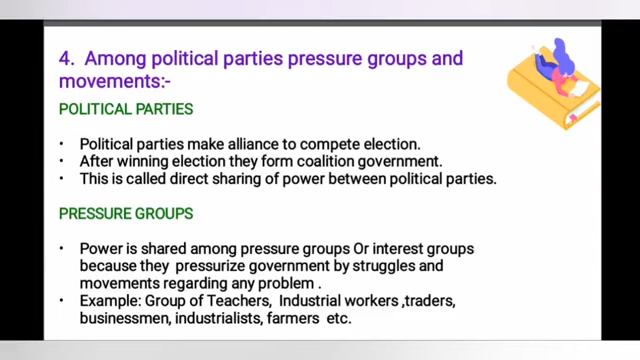 4. Among political parties pressure groups and
movements:-
POLITICAL PARTIES
• Political parties make alliance to compete election.
• After winning election they form coalition government.
• This is called direct sharing of power between political parties.
PRESSURE GROUPS
• Power is shared among pressure groups Or interest groups
because they pressurize government by struggles and
movements regarding any problem .
• Example: Group of Teachers, Industrial workers ,traders,
businessmen, industrialists, farmers etc.